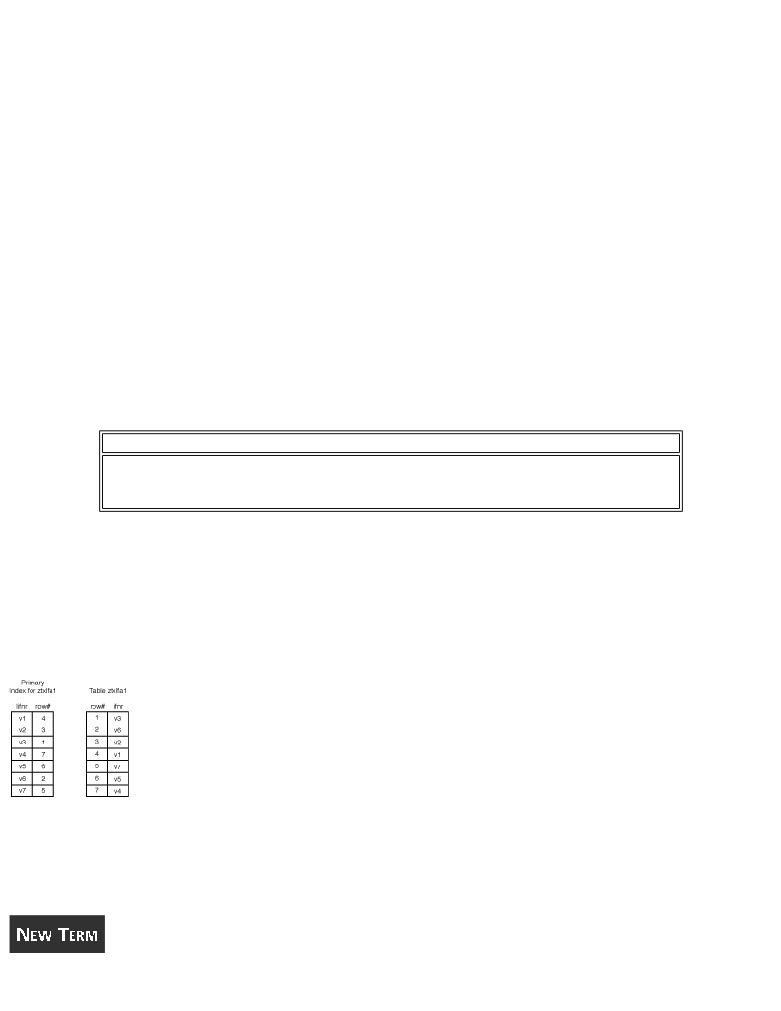 Primary
Index for ztxlfa1 Table ztxlfa1
lifnr row# row# lfnr
v1 4 1 v3
v2 3 2 v6
v3 1 3 v2
v4 7 4 v1
v5 6 5 v7
v6 2 6 v5
v7 5 7 v4
NEW TERM